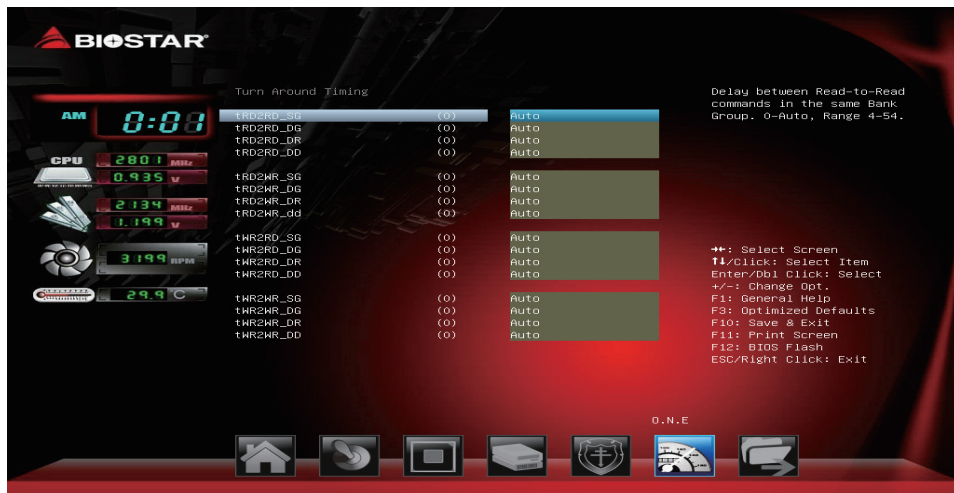 BIOSTAR
Turn Around Timing
tRD2RD_SG (0) Auto
tRD2RD_DG (0) Auto
tRD2RD_DR (0) Auto
tRD2RD_DD (0) Auto
tRD2WR_SG (0) Auto
tRD2WR_DG (0) Auto
tRD2WR_DR (0) Auto
tRD2WR_dd (0) Auto
tWR2RD_SG (0) Auto
tWR2RD_DG (0) Auto
tWR2RD_DR (0) Auto
tWR2RD_DD (0) Auto
tWR2WR_SG (0) Auto
tWR2WR_DG (0) Auto
tWR2WR_DR (0) Auto
tWR2WR_DD (0) Auto
AM 0:01
CPU 2801 MHz
0.935 V
2134 MHz
1.199 V
3199 RPM
29.9 °C
Delay between Read-to-Read
commands in the same Bank
Group. 0-Auto, Range 4-54.
→←: Select Screen
↑↓/Click: Select Item
Enter/Dbl Click: Select
+/-: Change Opt.
F1: General Help
F3: Optimized Defaults
F10: Save & Exit
F11: Print Screen
F12: BIOS Flash
ESC/Right Click: Exit
O.N.E